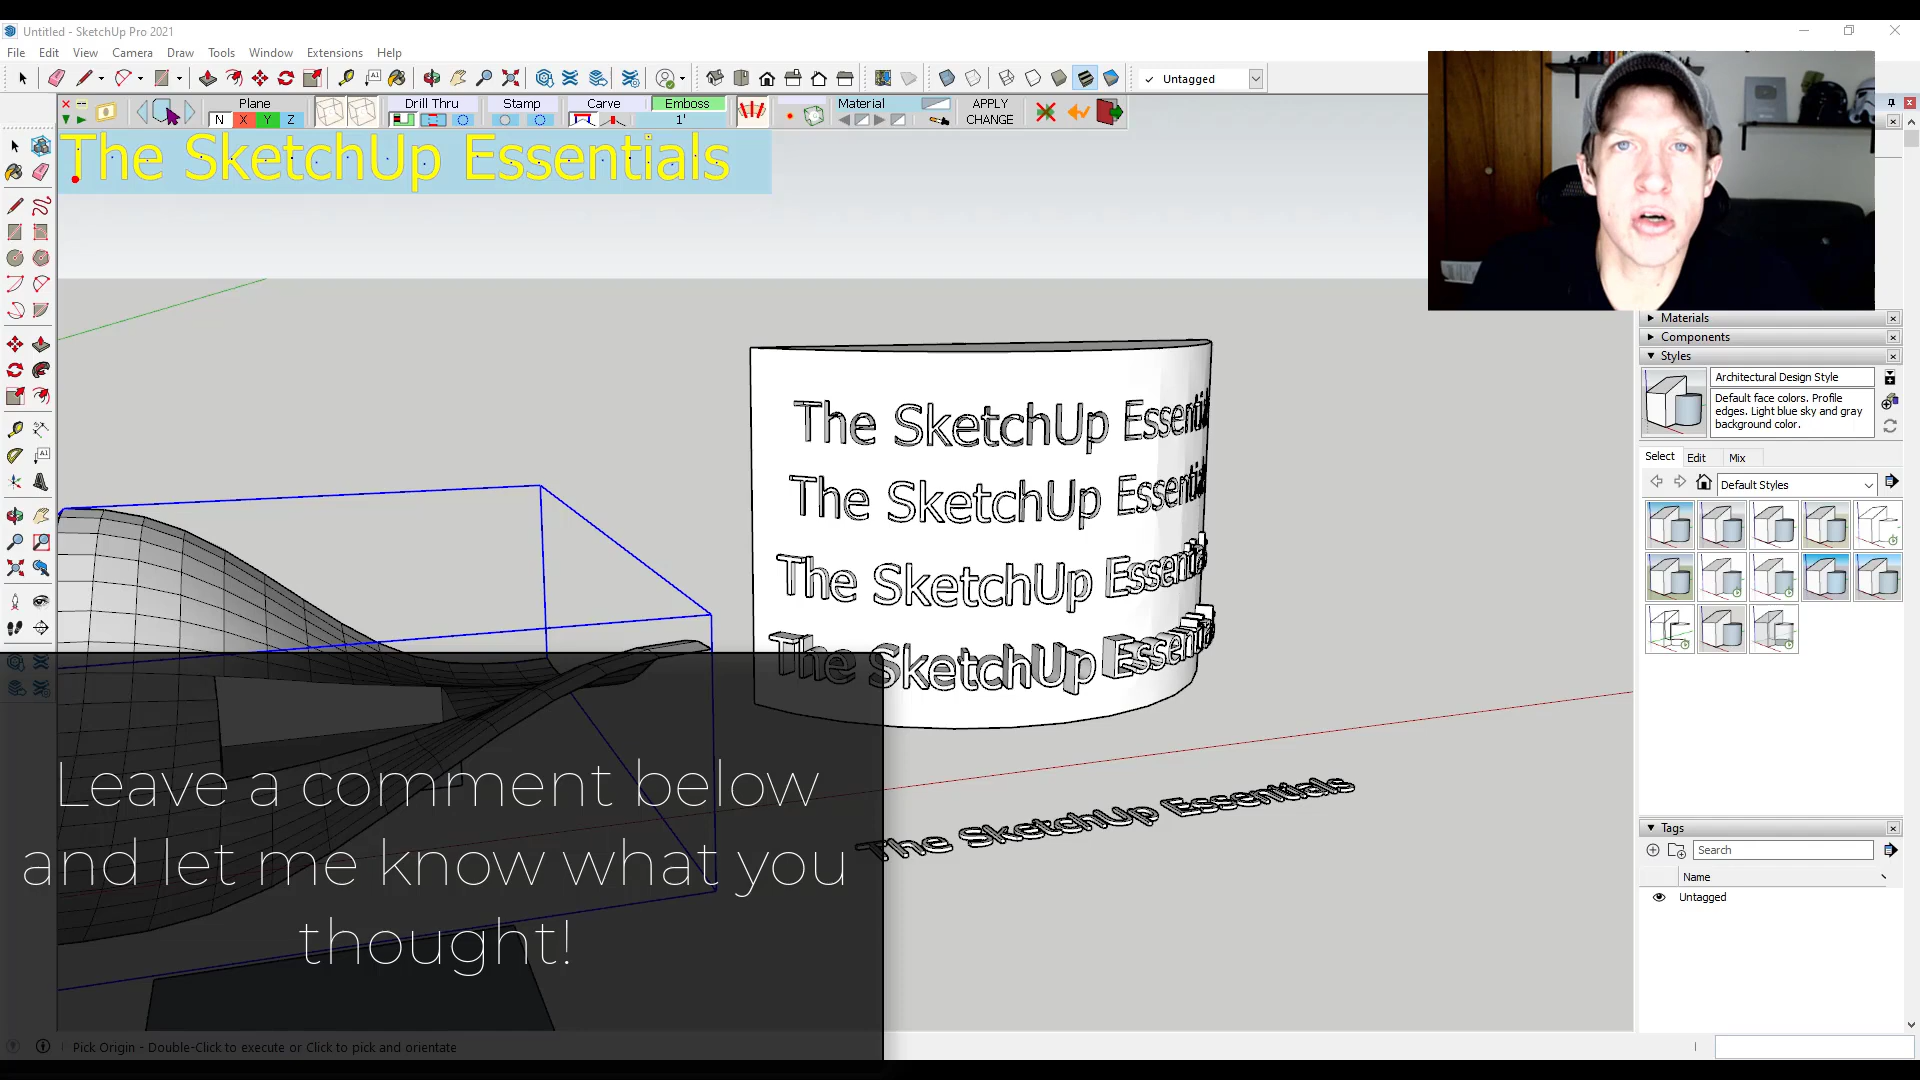 Untitled - SketchUp Pro 2021
File Edit View Camera Draw Tools Window Extensions Help
Untagged
Plane
N X Y Z
Drill Thru
Stamp
Carve
Emboss
1'
Material
APPLY
CHANGE
The SketchUp Essentials
The SketchUp Essenti
The SketchUp Essenti
The SketchUp Essentia
The SketchUp Essentia
The SketchUp Essentials
Leave a comment below
and let me know what you
thought!
Pick Origin - Double-Click to execute or Click to pick and orientate
Materials
Components
Styles
Architectural Design Style
Default face colors. Profile
edges. Light blue sky and gray
background color.
Select Edit Mix
Default Styles
Tags
Search
Name
Untagged